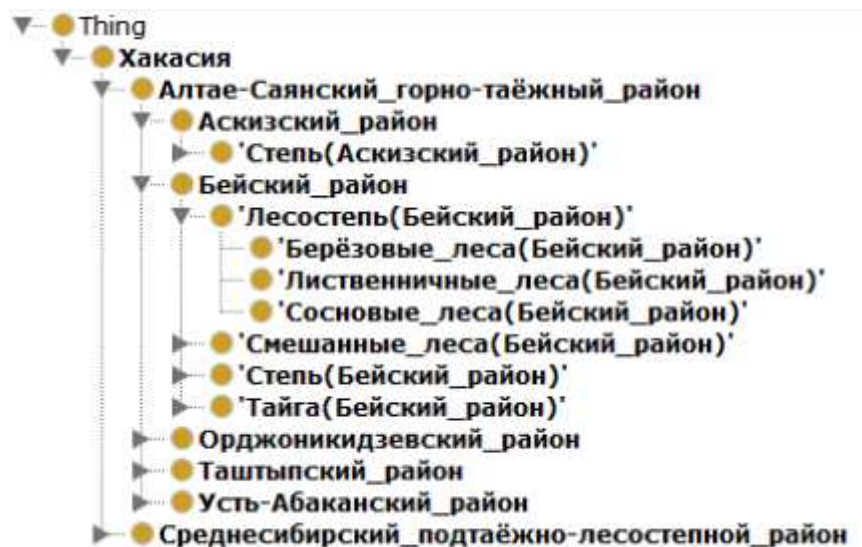 Thing
Хакасия
Алтае-Саянский_горно-таёжный_район
Аскизский_район
'Степь(Аскизский_район)'
Бейский_район
'Лесостепь(Бейский_район)'
'Берёзовые_леса(Бейский_район)'
'Лиственничные_леса(Бейский_район)'
'Сосновые_леса(Бейский_район)'
'Смешанные_леса(Бейский_район)'
'Степь(Бейский_район)'
'Тайга(Бейский_район)'
Орджоникидзевский_район
Таштыпский_район
Усть-Абаканский_район
Среднесибирский_подтаёжно-лесостепной_район